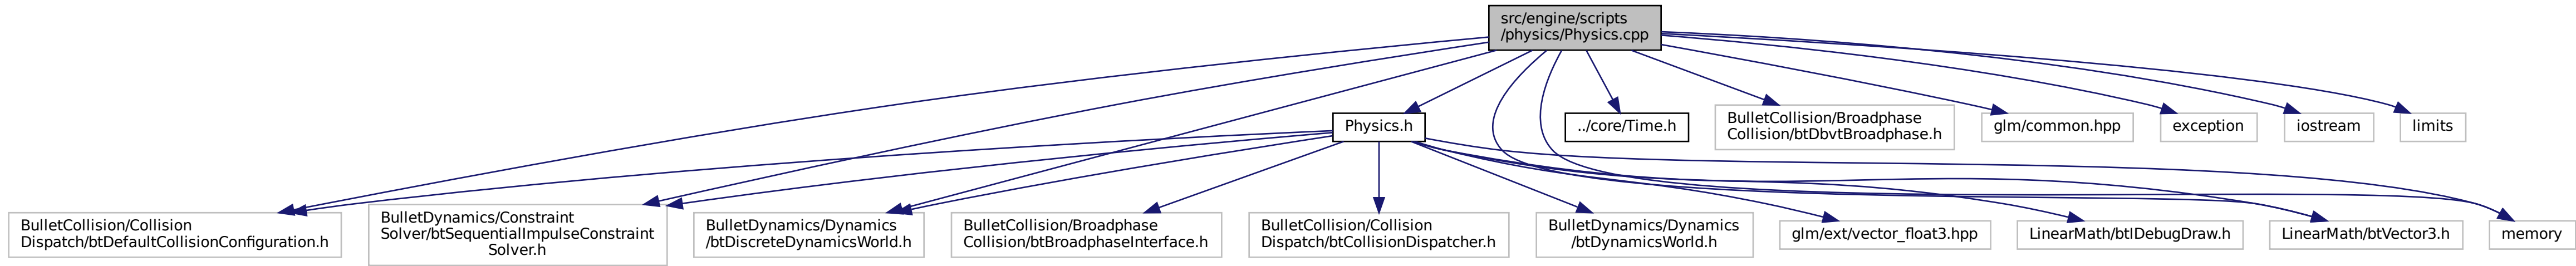 src/engine/scripts
/physics/Physics.cpp
Physics.h
../core/Time.h
BulletCollision/Broadphase
Collision/btDbvtBroadphase.h
glm/common.hpp
exception
iostream
limits
BulletCollision/Collision
Dispatch/btDefaultCollisionConfiguration.h
BulletDynamics/Constraint
Solver/btSequentialImpulseConstraint
Solver.h
BulletDynamics/Dynamics
/btDiscreteDynamicsWorld.h
BulletCollision/Broadphase
Collision/btBroadphaseInterface.h
BulletCollision/Collision
Dispatch/btCollisionDispatcher.h
BulletDynamics/Dynamics
/btDynamicsWorld.h
glm/ext/vector_float3.hpp
LinearMath/btIDebugDraw.h
LinearMath/btVector3.h
memory